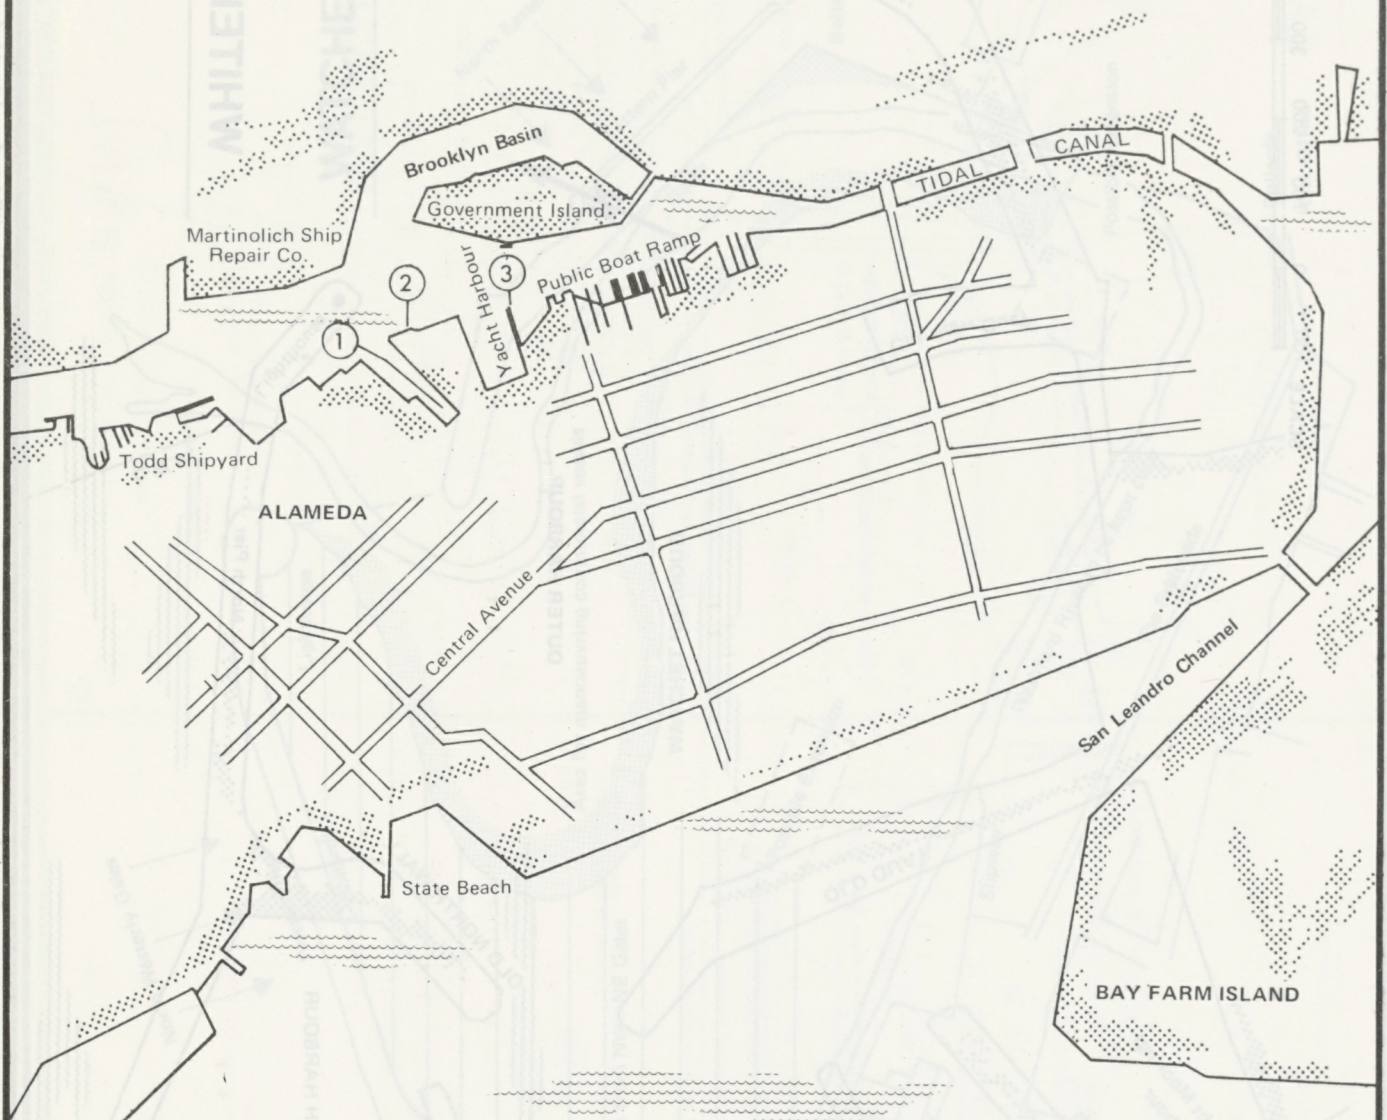 Brooklyn Basin
TIDAL
CANAL
Government Island
Martinolich Ship
Repair Co.
Public Boat Ramp
Yacht Harbour
3
2
1
Todd Shipyard
ALAMEDA
Central Avenue
San Leandro Channel
State Beach
BAY FARM ISLAND